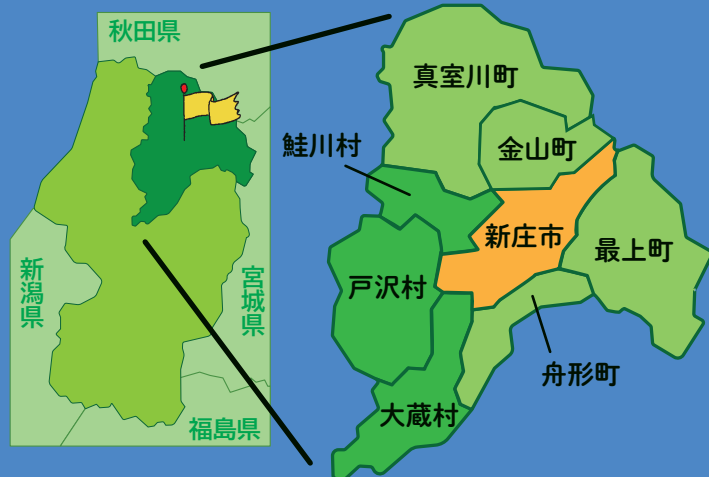 秋田県
新潟県
宮城県
福島県
真室川町
金山町
鮭川村
新庄市
最上町
戸沢村
舟形町
大蔵村